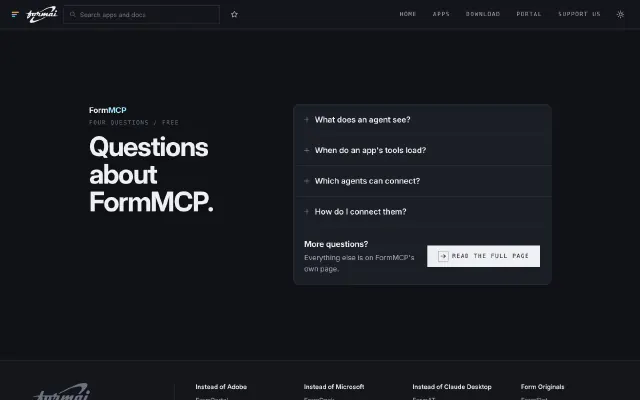 formai
Search apps and docs
HOME
APPS
DOWNLOAD
PORTAL
SUPPORT US
FormMCP
FOUR QUESTIONS / FREE
Questions
about
FormMCP.
+ What does an agent see?
+ When do an app's tools load?
+ Which agents can connect?
+ How do I connect them?
More questions?
Everything else is on FormMCP's
own page.
READ THE FULL PAGE
formai
Instead of Adobe
Instead of Microsoft
Instead of Claude Desktop
Form Originals